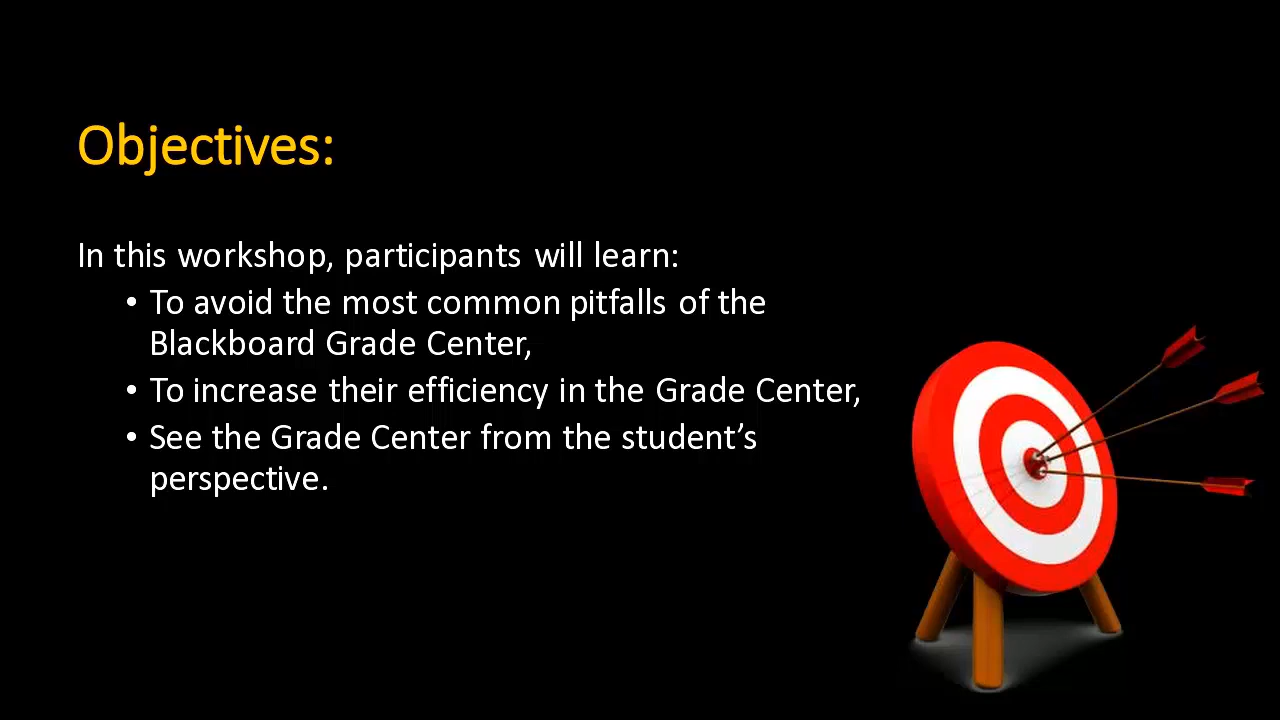 Objectives:
In this workshop, participants will learn:
• To avoid the most common pitfalls of the
Blackboard Grade Center,
• To increase their efficiency in the Grade Center,
• See the Grade Center from the student’s
perspective.